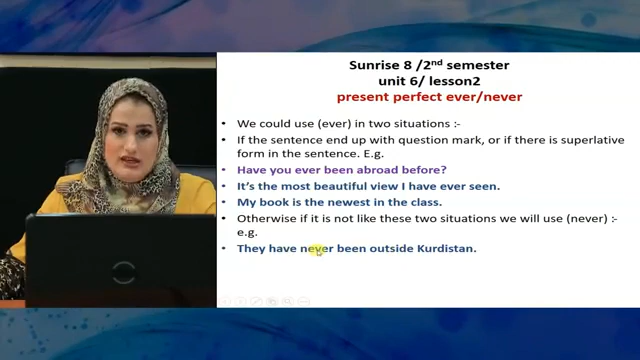 Sunrise 8 /2nd semester
unit 6/ lesson2
present perfect ever/never
• We could use (ever) in two situations :-
• If the sentence end up with question mark, or if there is superlative
form in the sentence. E.g.
• Have you ever been abroad before?
• It's the most beautiful view I have ever seen.
• My book is the newest in the class.
• Otherwise if it is not like these two situations we will use (never) :-
e.g.
• They have never been outside Kurdistan.